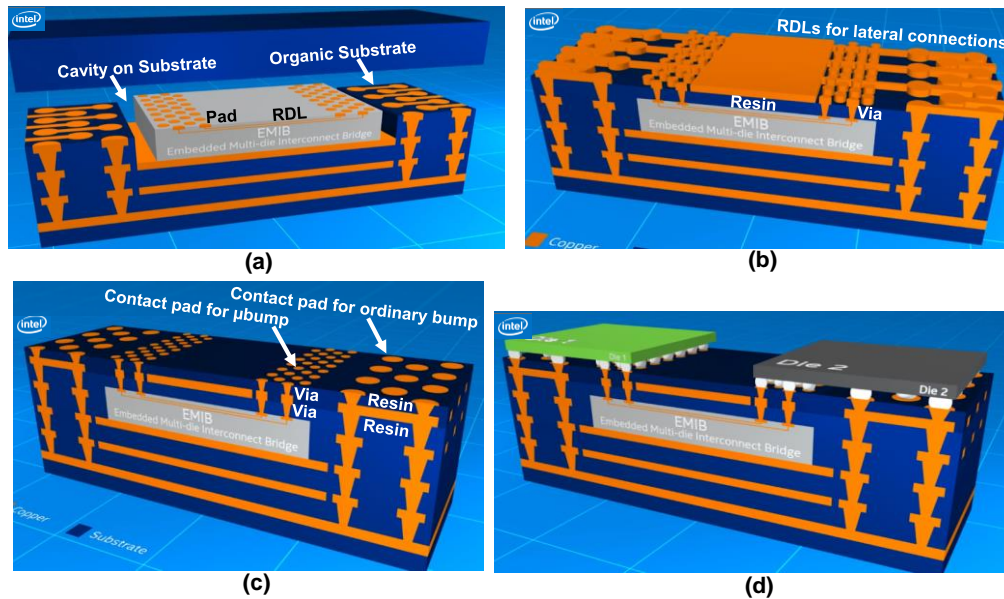 intel
Cavity on Substrate
Organic Substrate
Pad
RDL
EMIB
Embedded Multi-die Interconnect Bridge
(a)
intel
RDLs for lateral connections
Resin
Via
EMIB
Embedded Multi-die Interconnect Bridge
Copper
(b)
intel
Contact pad for ordinary bump
Contact pad for µbump
Via
Via
Resin
Resin
EMIB
Embedded Multi-die Interconnect Bridge
Copper
Substrate
(c)
intel
Die 1
Die 1
Die 2
Die 2
EMIB
Embedded Multi-die Interconnect Bridge
(d)